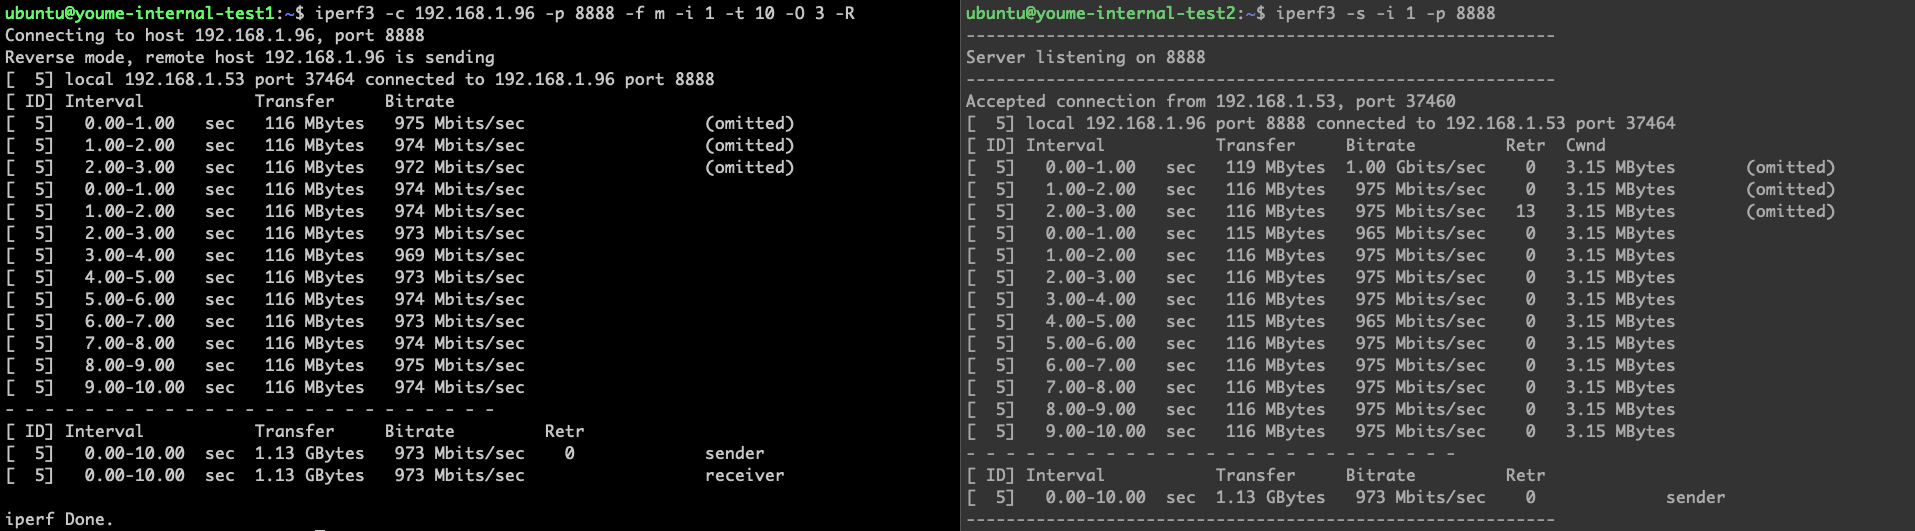 ubuntu@youme-internal-test1:~$ iperf3 -c 192.168.1.96 -p 8888 -f m -i 1 -t 10 -O 3 -R
Connecting to host 192.168.1.96, port 8888
Reverse mode, remote host 192.168.1.96 is sending
[  5] local 192.168.1.53 port 37464 connected to 192.168.1.96 port 8888
[ ID] Interval           Transfer     Bitrate
[  5]   0.00-1.00   sec   116 MBytes   975 Mbits/sec                  (omitted)
[  5]   1.00-2.00   sec   116 MBytes   974 Mbits/sec                  (omitted)
[  5]   2.00-3.00   sec   116 MBytes   972 Mbits/sec                  (omitted)
[  5]   0.00-1.00   sec   116 MBytes   974 Mbits/sec
[  5]   1.00-2.00   sec   116 MBytes   974 Mbits/sec
[  5]   2.00-3.00   sec   116 MBytes   973 Mbits/sec
[  5]   3.00-4.00   sec   116 MBytes   969 Mbits/sec
[  5]   4.00-5.00   sec   116 MBytes   973 Mbits/sec
[  5]   5.00-6.00   sec   116 MBytes   974 Mbits/sec
[  5]   6.00-7.00   sec   116 MBytes   973 Mbits/sec
[  5]   7.00-8.00   sec   116 MBytes   974 Mbits/sec
[  5]   8.00-9.00   sec   116 MBytes   975 Mbits/sec
[  5]   9.00-10.00  sec   116 MBytes   974 Mbits/sec
- - - - - - - - - - - - - - - - - - - - - - - - -
[ ID] Interval           Transfer     Bitrate         Retr
[  5]   0.00-10.00  sec  1.13 GBytes   973 Mbits/sec    0             sender
[  5]   0.00-10.00  sec  1.13 GBytes   973 Mbits/sec                  receiver
iperf Done.
ubuntu@youme-internal-test2:~$ iperf3 -s -i 1 -p 8888
-----------------------------------------------------------
Server listening on 8888
-----------------------------------------------------------
Accepted connection from 192.168.1.53, port 37460
[  5] local 192.168.1.96 port 8888 connected to 192.168.1.53 port 37464
[ ID] Interval           Transfer     Bitrate         Retr  Cwnd
[  5]   0.00-1.00   sec   119 MBytes  1.00 Gbits/sec    0   3.15 MBytes       (omitted)
[  5]   1.00-2.00   sec   116 MBytes   975 Mbits/sec    0   3.15 MBytes       (omitted)
[  5]   2.00-3.00   sec   116 MBytes   975 Mbits/sec   13   3.15 MBytes       (omitted)
[  5]   0.00-1.00   sec   115 MBytes   965 Mbits/sec    0   3.15 MBytes
[  5]   1.00-2.00   sec   116 MBytes   975 Mbits/sec    0   3.15 MBytes
[  5]   2.00-3.00   sec   116 MBytes   975 Mbits/sec    0   3.15 MBytes
[  5]   3.00-4.00   sec   116 MBytes   975 Mbits/sec    0   3.15 MBytes
[  5]   4.00-5.00   sec   115 MBytes   965 Mbits/sec    0   3.15 MBytes
[  5]   5.00-6.00   sec   116 MBytes   975 Mbits/sec    0   3.15 MBytes
[  5]   6.00-7.00   sec   116 MBytes   975 Mbits/sec    0   3.15 MBytes
[  5]   7.00-8.00   sec   116 MBytes   975 Mbits/sec    0   3.15 MBytes
[  5]   8.00-9.00   sec   116 MBytes   975 Mbits/sec    0   3.15 MBytes
[  5]   9.00-10.00  sec   116 MBytes   975 Mbits/sec    0   3.15 MBytes
- - - - - - - - - - - - - - - - - - - - - - - - -
[ ID] Interval           Transfer     Bitrate         Retr
[  5]   0.00-10.00  sec  1.13 GBytes   973 Mbits/sec    0             sender
-----------------------------------------------------------